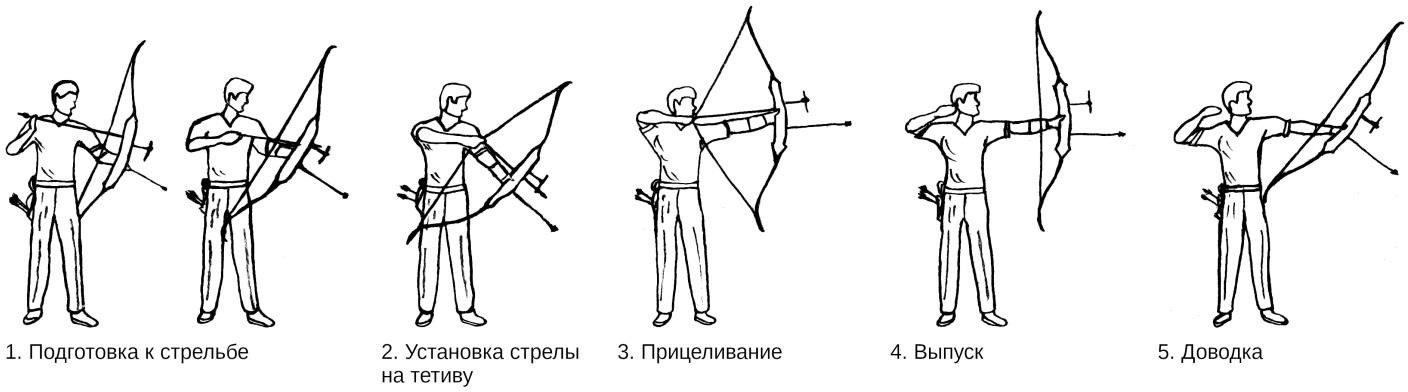 1. Подготовка к стрельбе
2. Установка стрелы
на тетиву
3. Прицеливание
4. Выпуск
5. Доводка